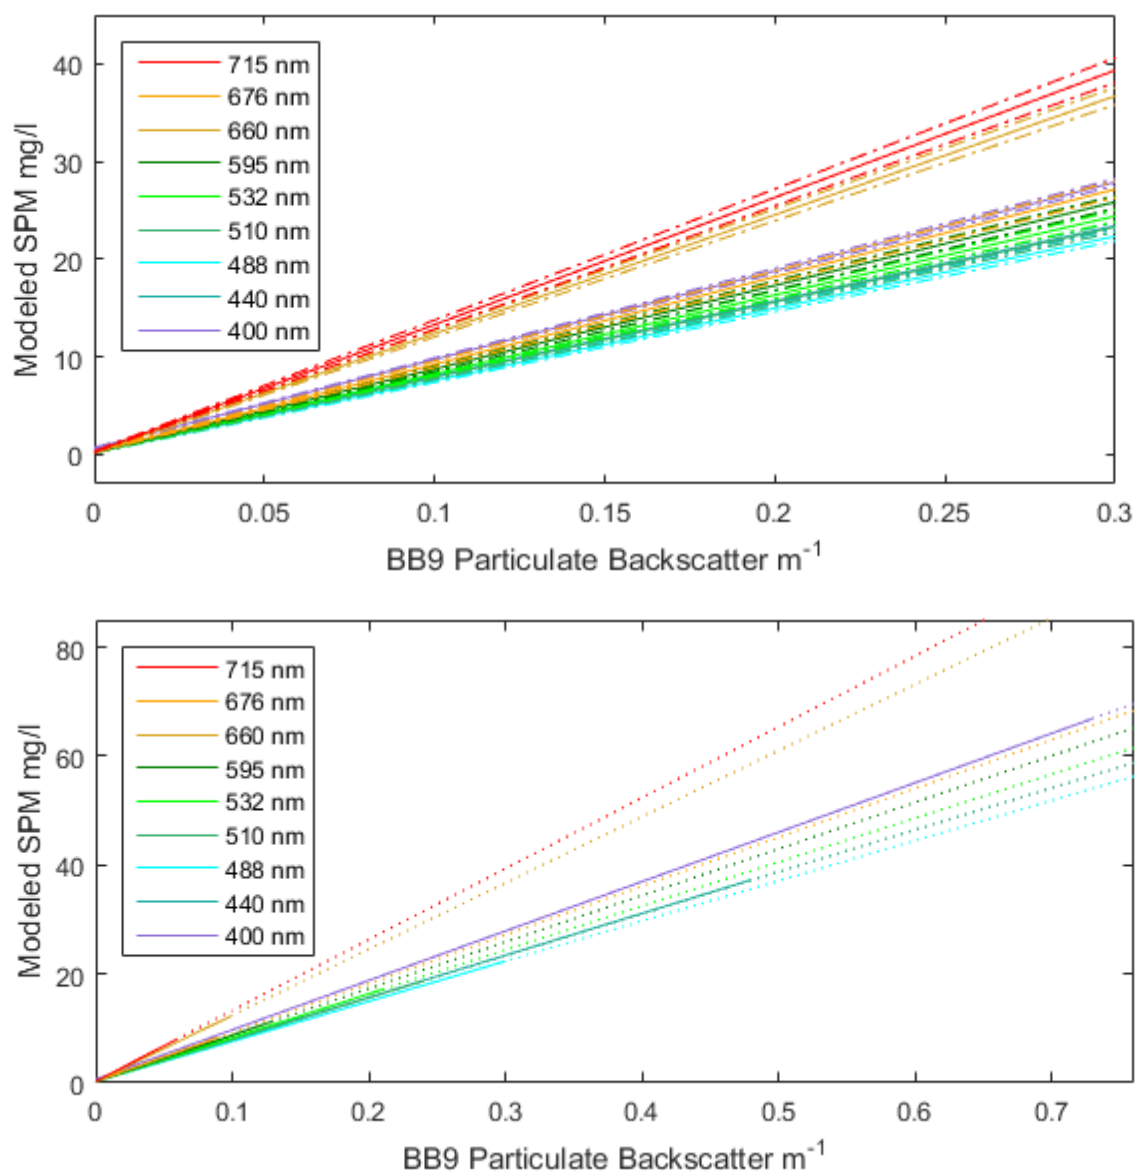 Modeled SPM mg/l
40
30
20
10
0
715 nm
676 nm
660 nm
595 nm
532 nm
510 nm
488 nm
440 nm
400 nm
0 0.05 0.1 0.15 0.2 0.25 0.3
BB9 Particulate Backscatter m⁻¹
Modeled SPM mg/l
80
60
40
20
0
715 nm
676 nm
660 nm
595 nm
532 nm
510 nm
488 nm
440 nm
400 nm
0 0.1 0.2 0.3 0.4 0.5 0.6 0.7
BB9 Particulate Backscatter m⁻¹